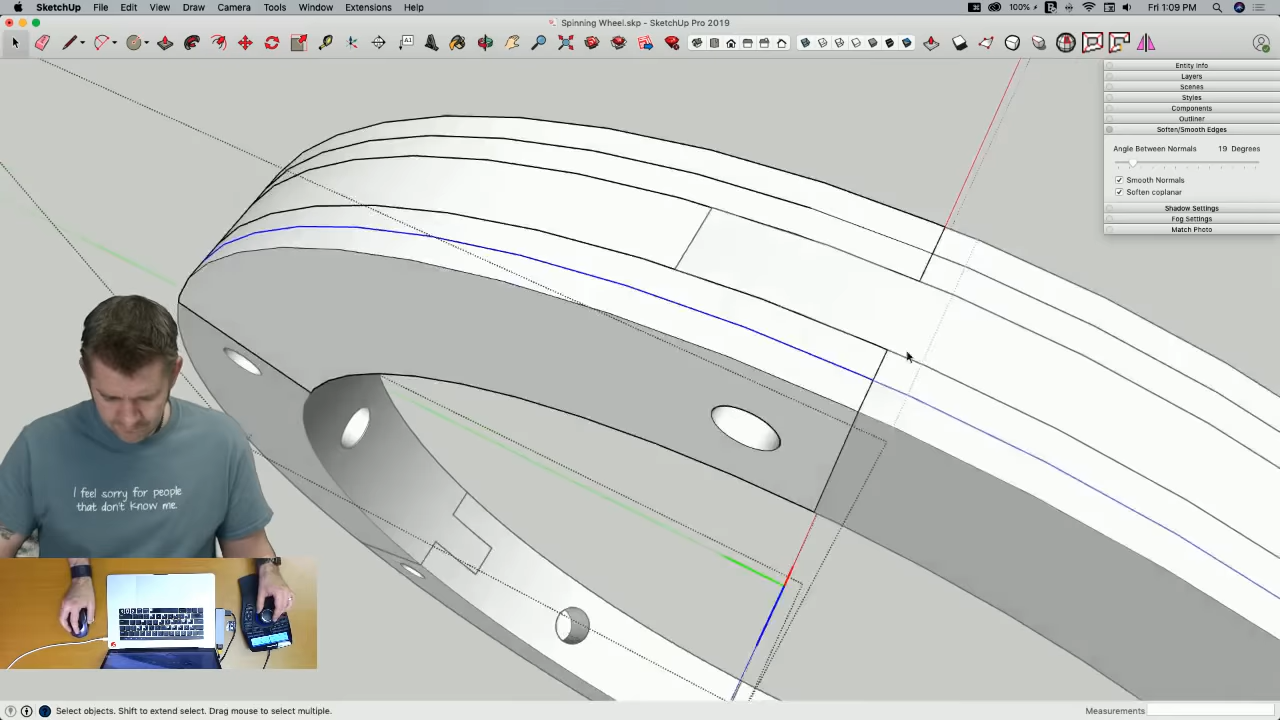 SketchUp File Edit View Draw Camera Tools Window Extensions Help
100% Fri 1:09 PM
Spinning Wheel.skp - SketchUp Pro 2019
Entity Info
Layers
Scenes
Styles
Components
Outliner
Soften/Smooth Edges
Angle Between Normals 19 Degrees
Smooth Normals
Soften coplanar
Shadow Settings
Fog Settings
Match Photo
I feel sorry for people
that don't know me.
Select objects. Shift to extend select. Drag mouse to select multiple.
Measurements